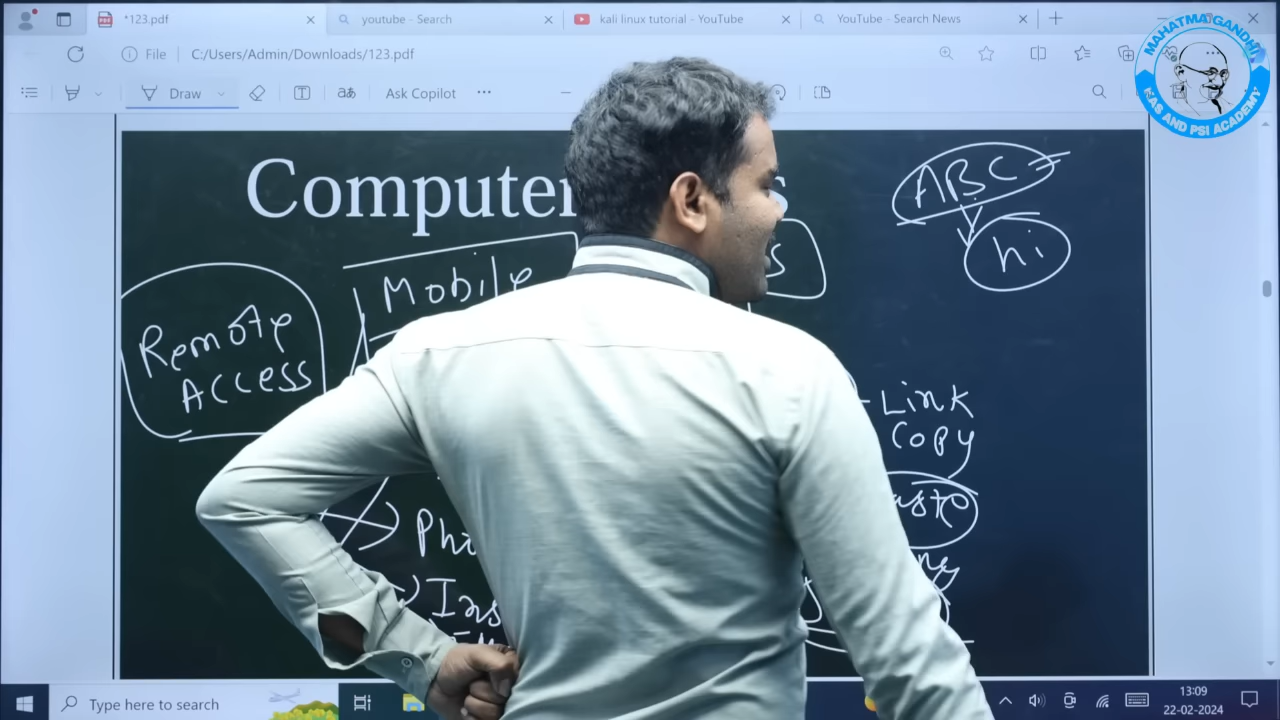 *123.pdf
youtube - Search
kali linux tutorial - YouTube
YouTube - Search News
File
C:/Users/Admin/Downloads/123.pdf
Draw
Ask Copilot
MAHATMA GANDHI
KAS AND PSI ACADEMY
Computer
ABC
hi
Mobile
Remote
Access
Link
Copy
Type here to search
13:09
22-02-2024